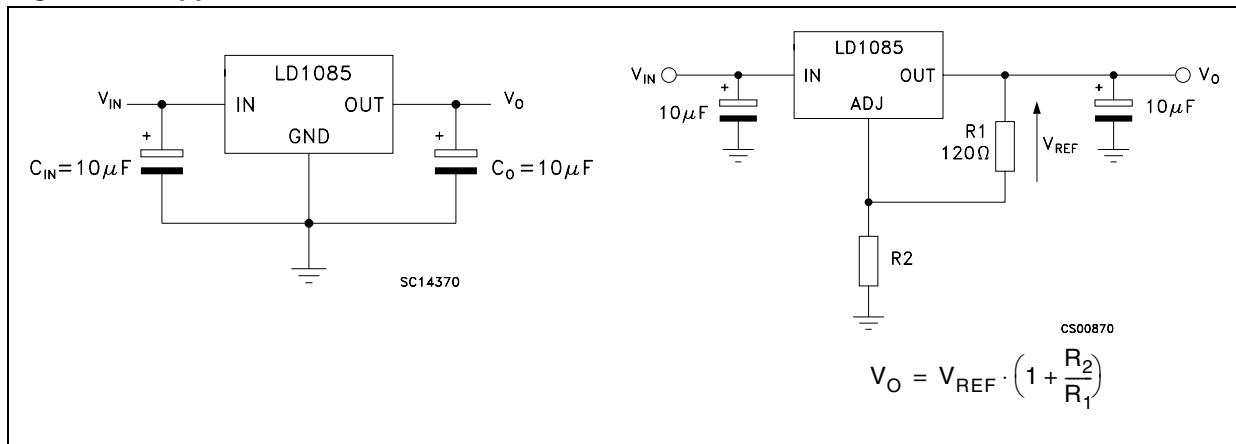 LD1085
V_IN
IN
OUT
V_O
GND
+
C_IN=10μF
+
C_O=10μF
SC14370
LD1085
V_IN
IN
OUT
V_O
ADJ
+
10μF
R1
120Ω
V_REF
+
10μF
R2
CS00870
V_O = V_REF · (1 + R_2/R_1)